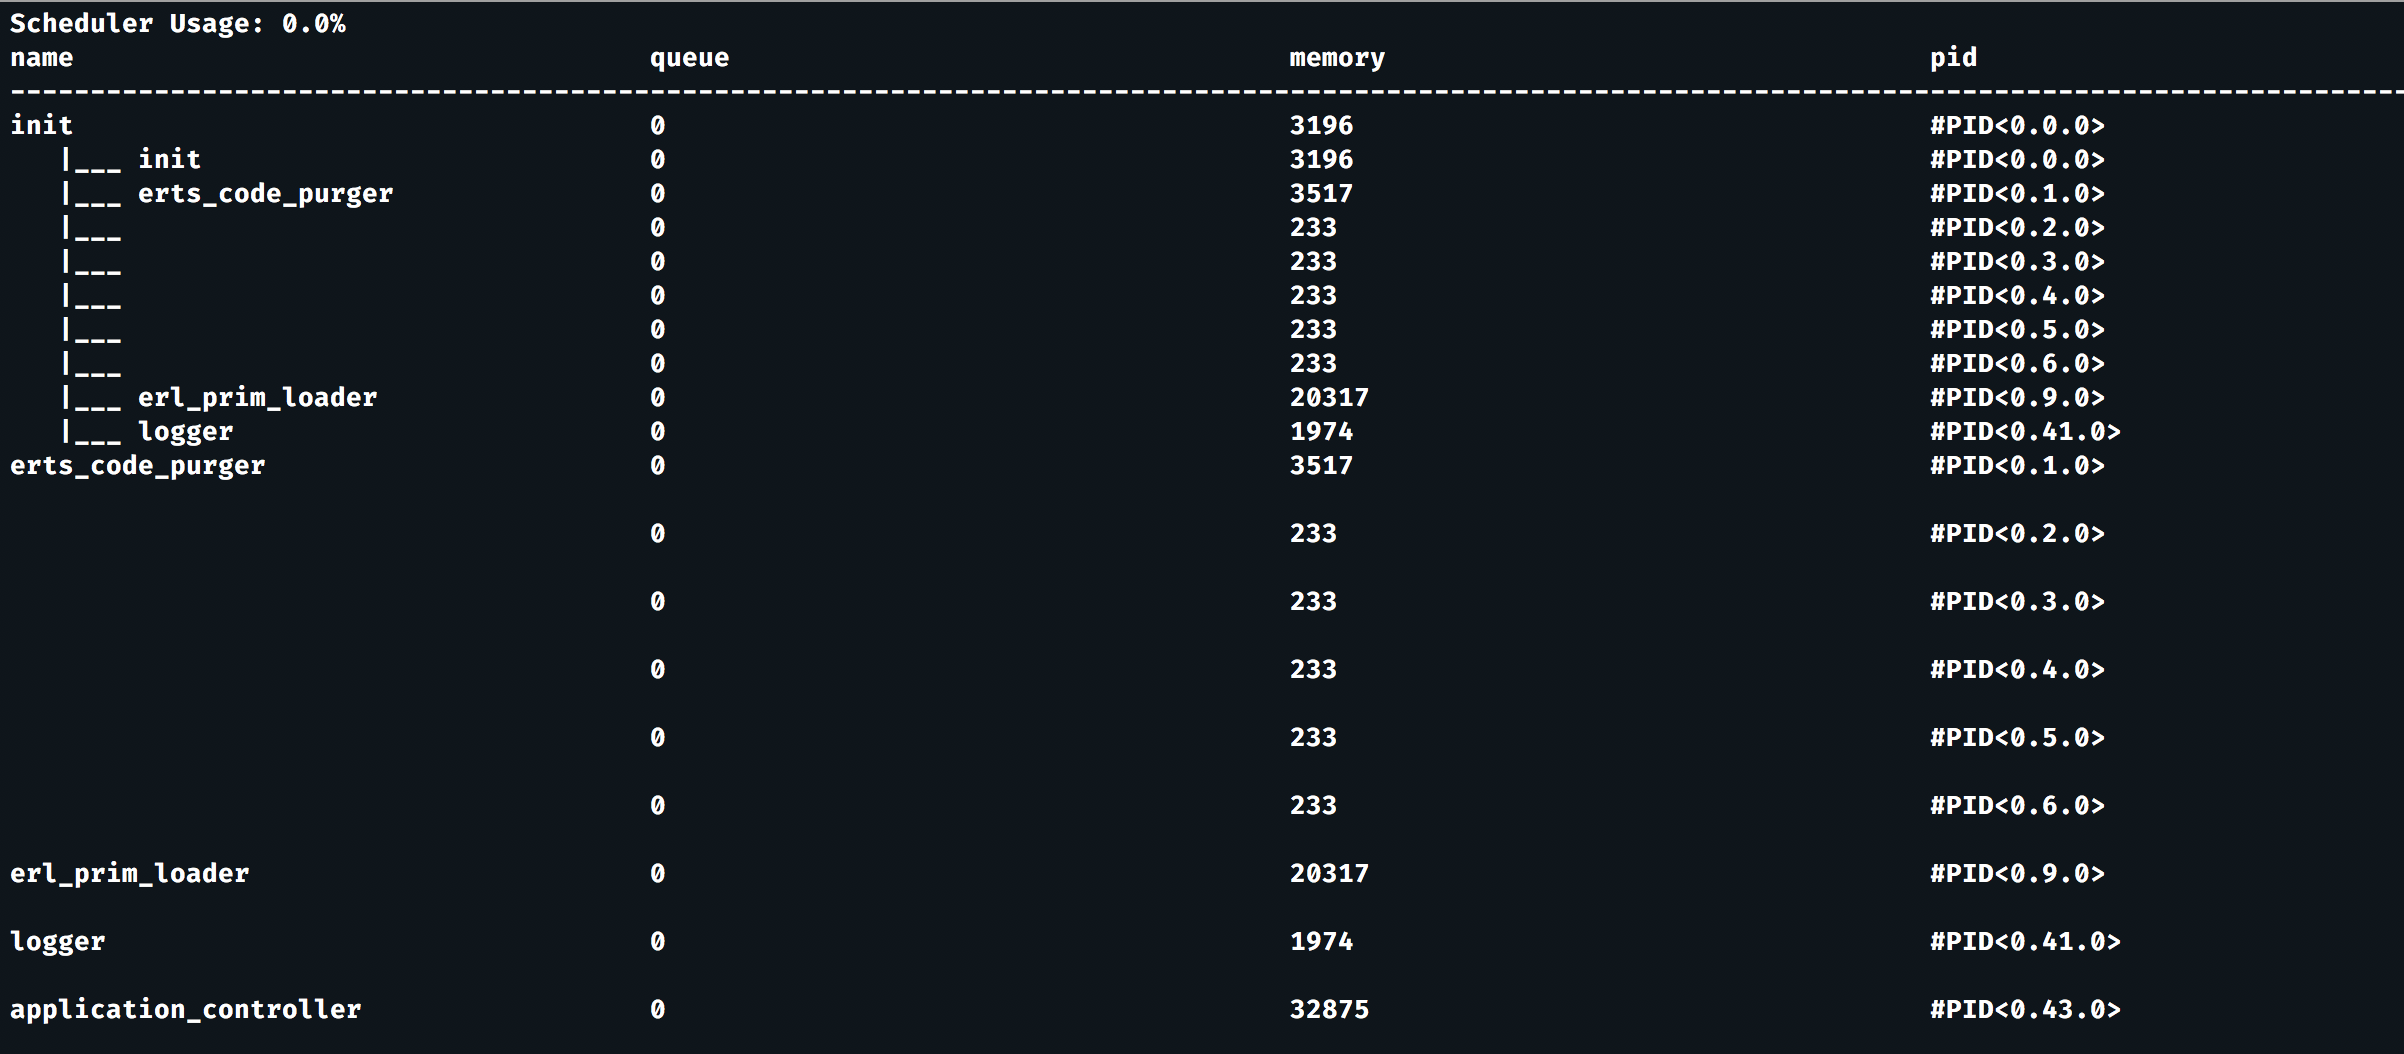 Scheduler Usage: 0.0%
name queue memory pid
------------------------------------------------------------------------------------------------------------------------------------------------------
init 0 3196 #PID<0.0.0>
|___ init 0 3196 #PID<0.0.0>
|___ erts_code_purger 0 3517 #PID<0.1.0>
|___ 0 233 #PID<0.2.0>
|___ 0 233 #PID<0.3.0>
|___ 0 233 #PID<0.4.0>
|___ 0 233 #PID<0.5.0>
|___ 0 233 #PID<0.6.0>
|___ erl_prim_loader 0 20317 #PID<0.9.0>
|___ logger 0 1974 #PID<0.41.0>
erts_code_purger 0 3517 #PID<0.1.0>
0 233 #PID<0.2.0>
0 233 #PID<0.3.0>
0 233 #PID<0.4.0>
0 233 #PID<0.5.0>
0 233 #PID<0.6.0>
erl_prim_loader 0 20317 #PID<0.9.0>
logger 0 1974 #PID<0.41.0>
application_controller 0 32875 #PID<0.43.0>